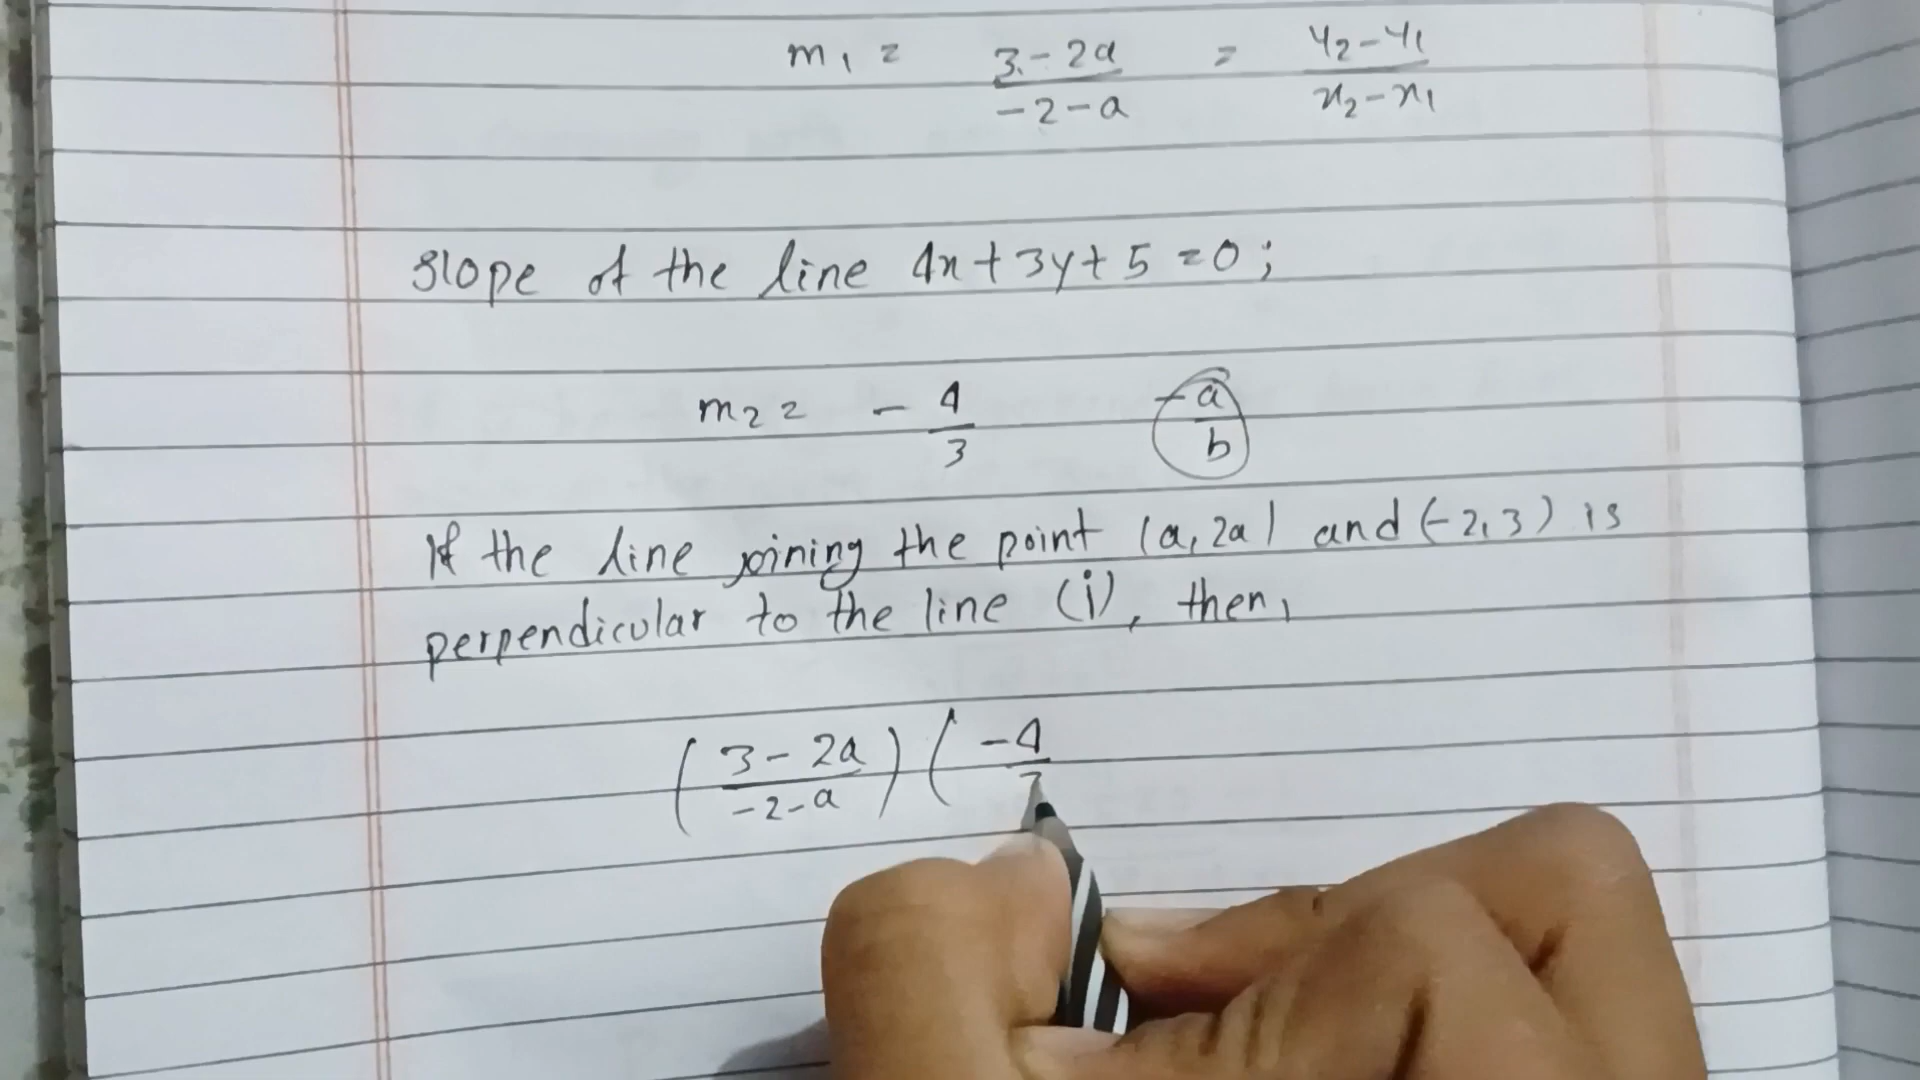 m₁ = (3-2a)/(-2-a) = (y₂-y₁)/(x₂-x₁)
slope of the line 4x+3y+5=0;
m₂ = -4/3 -a/b
If the line joining the point (a, 2a) and (-2,3) is
perpendicular to the line (i), then,
((3-2a)/(-2-a)) (-4/3